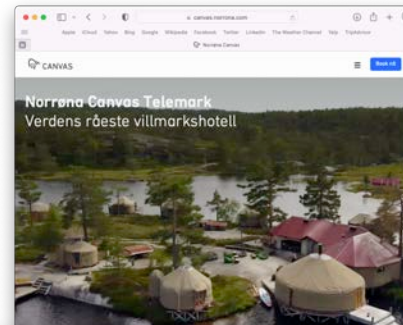 canvas.norrona.com
Apple iCloud Yahoo Bing Google Wikipedia Facebook Twitter LinkedIn The Weather Channel Yelp TripAdvisor
Norrøna Canvas
CANVAS
Book nå
Norrøna Canvas Telemark
Verdens råeste villmarkshotell